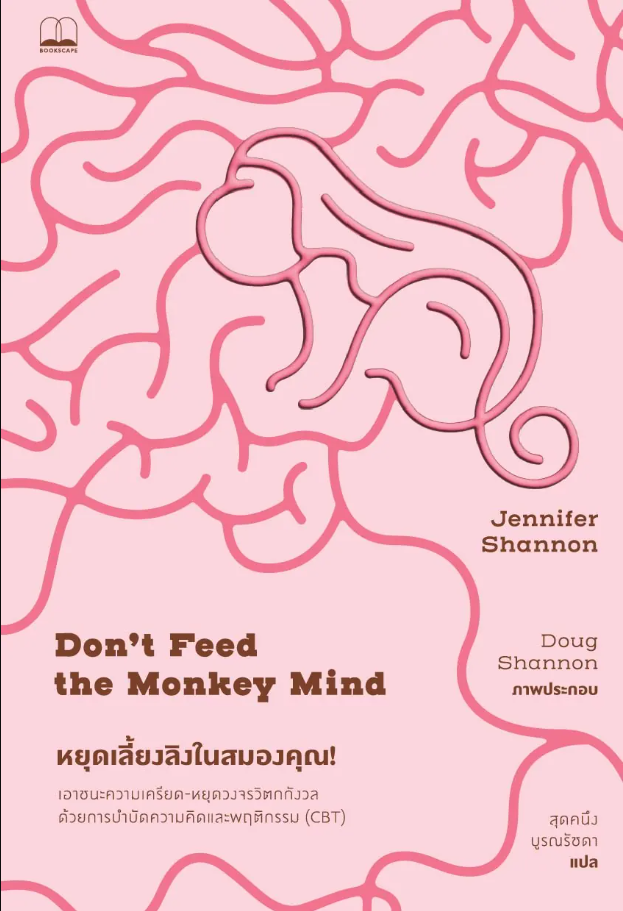 BOOKSCAPE
Jennifer
Shannon
Doug
Shannon
ภาพประกอบ
Don't Feed
the Monkey Mind
หยุดเลี้ยงลิงในสมองคุณ!
เอาชนะความเครียด-หยุดวงจรวิตกกังวล
ด้วยการบำบัดความคิดและพฤติกรรม (CBT)
สุดคนึง
บูรณรัชดา
แปล